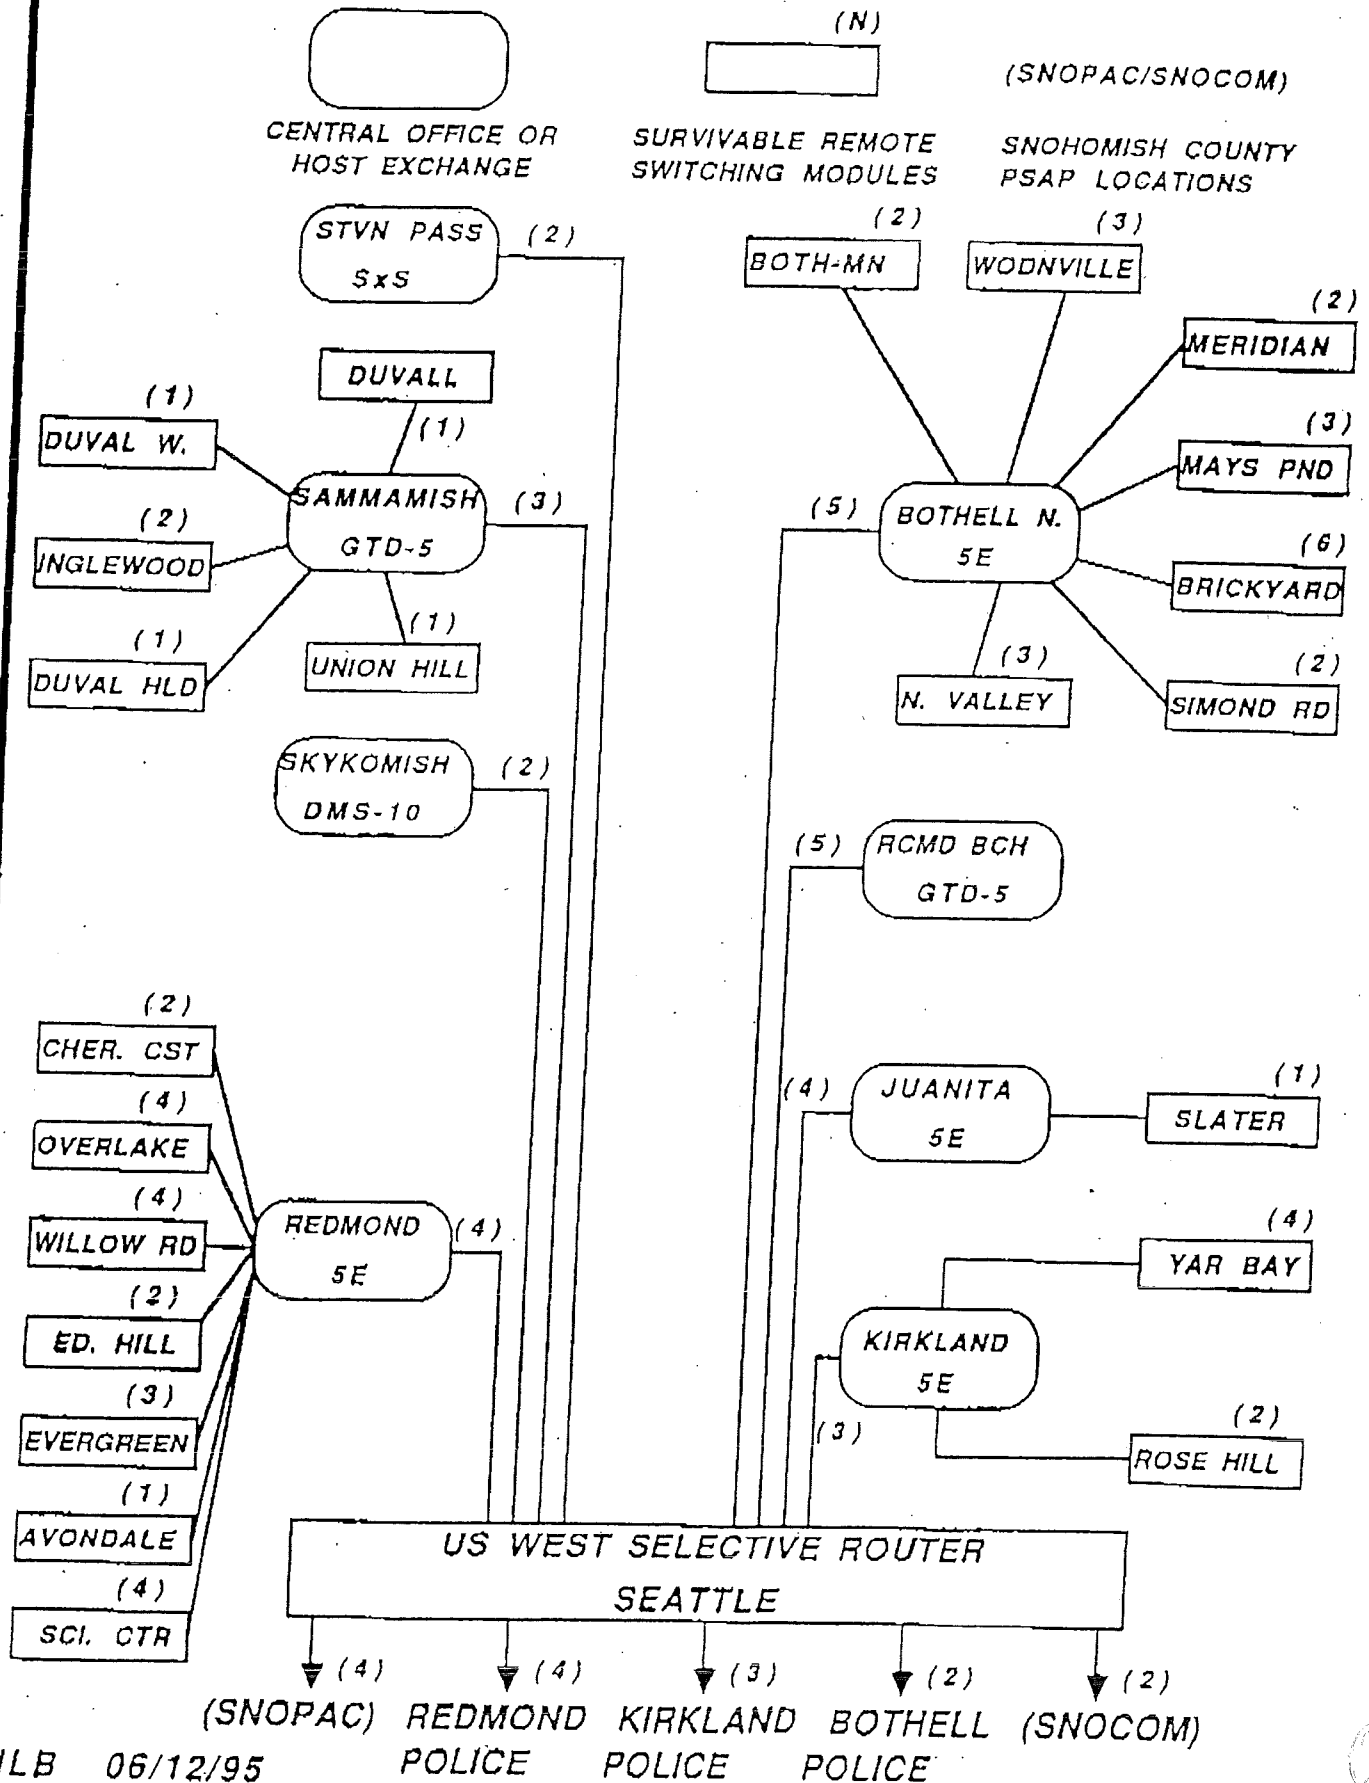 (N)
(SNOPAC/SNOCOM)
CENTRAL OFFICE OR
HOST EXCHANGE
SURVIVABLE REMOTE
SWITCHING MODULES
SNOHOMISH COUNTY
PSAP LOCATIONS
STVN PASS
SxS
(2)
(2)
BOTH-MN
(3)
WODNVILLE
(2)
MERIDIAN
DUVALL
(1)
(1)
DUVAL W.
(3)
MAYS PND
SAMMAMISH
GTD-5
(3)
(5)
BOTHELL N.
5E
(2)
INGLEWOOD
(6)
BRICKYARD
(1)
DUVAL HLD
(1)
UNION HILL
(3)
N. VALLEY
(2)
SIMOND RD
SKYKOMISH
DMS-10
(2)
(5)
RCMD BCH
GTD-5
(2)
CHER. CST
(4)
OVERLAKE
(4)
WILLOW RD
(2)
ED. HILL
(3)
EVERGREEN
(1)
AVONDALE
(4)
SCI. CTR
REDMOND
5E
(4)
(4)
JUANITA
5E
(1)
SLATER
(4)
YAR BAY
KIRKLAND
5E
(3)
(2)
ROSE HILL
US WEST SELECTIVE ROUTER
SEATTLE
(4) (4) (3) (2) (2)
(SNOPAC) REDMOND KIRKLAND BOTHELL (SNOCOM)
POLICE POLICE POLICE
06/12/95